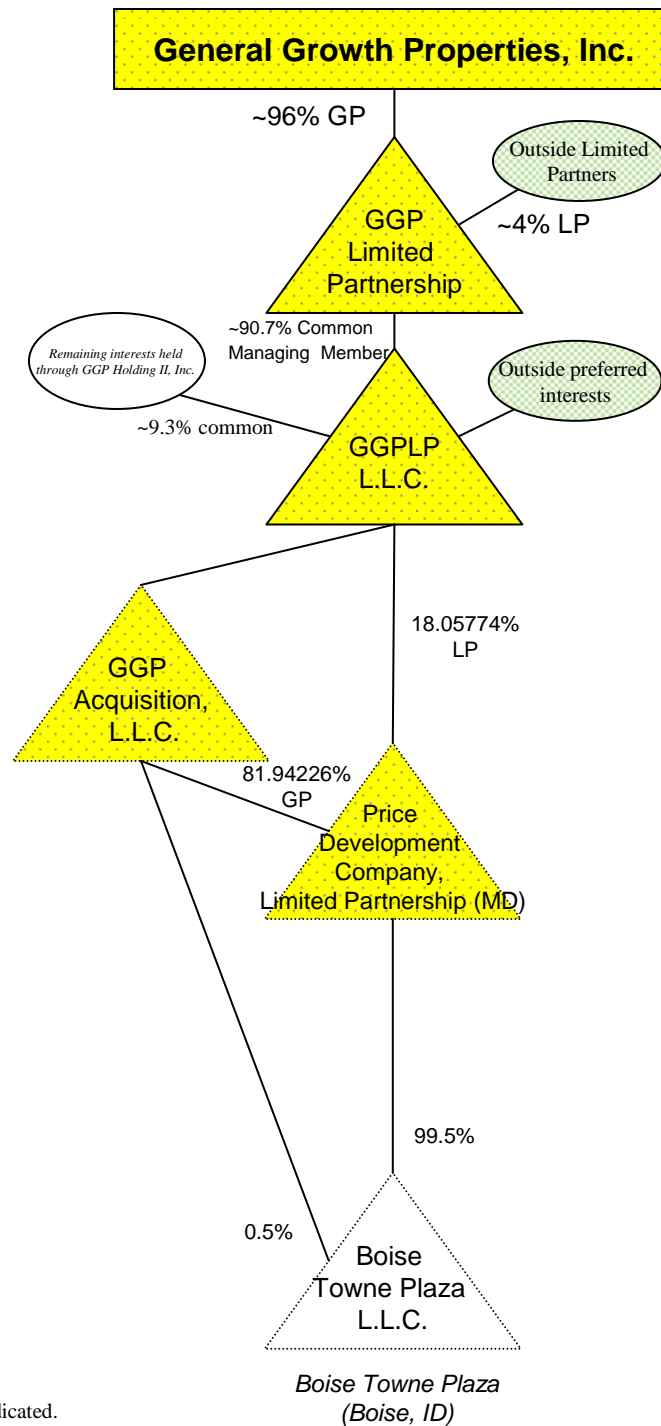 General Growth Properties, Inc.
~96% GP
Outside Limited
Partners
GGP
Limited
Partnership
~4% LP
~90.7% Common
Managing Member
Remaining interests held
through GGP Holding II, Inc.
Outside preferred
interests
~9.3% common
GGPLP
L.L.C.
18.05774%
LP
GGP
Acquisition,
L.L.C.
81.94226%
GP
Price
Development
Company,
Limited Partnership (MD)
99.5%
0.5%
Boise
Towne Plaza
L.L.C.
Boise Towne Plaza
(Boise, ID)
dicated.